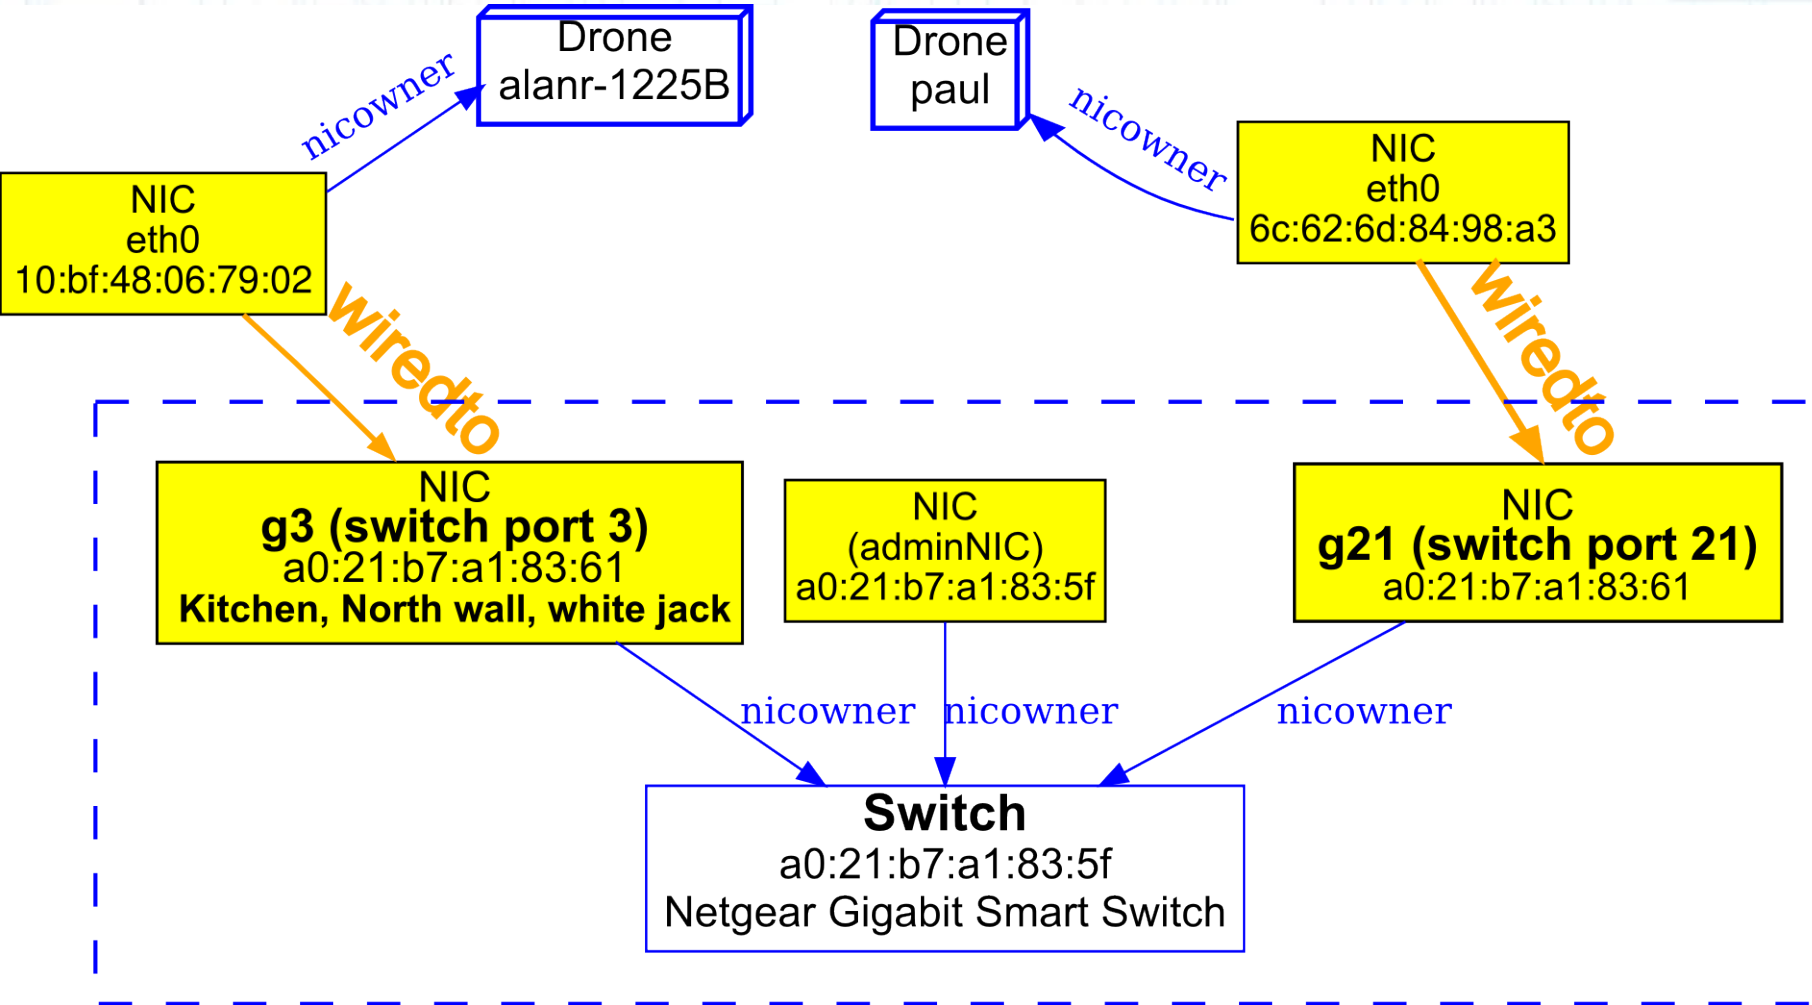 Drone
alanr-1225B
Drone
paul
nicowner
nicowner
NIC
eth0
10:bf:48:06:79:02
NIC
eth0
6c:62:6d:84:98:a3
wiredto
wiredto
NIC
g3 (switch port 3)
a0:21:b7:a1:83:61
Kitchen, North wall, white jack
NIC
(adminNIC)
a0:21:b7:a1:83:5f
NIC
g21 (switch port 21)
a0:21:b7:a1:83:61
nicowner
nicowner
nicowner
Switch
a0:21:b7:a1:83:5f
Netgear Gigabit Smart Switch